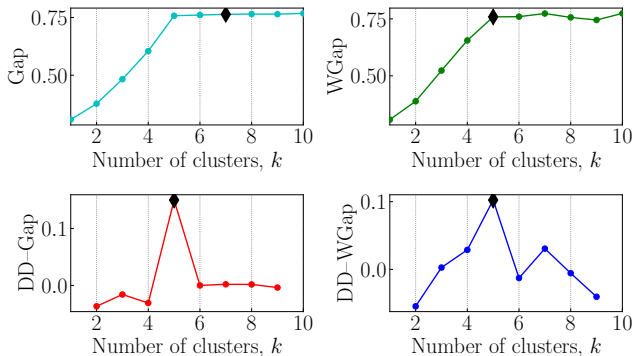 Gap
0.75
0.50
2 4 6 8 10
Number of clusters, k
WGap
0.75
0.50
2 4 6 8 10
Number of clusters, k
DD–Gap
0.1
0.0
2 4 6 8 10
Number of clusters, k
DD–WGap
0.1
0.0
2 4 6 8 10
Number of clusters, k